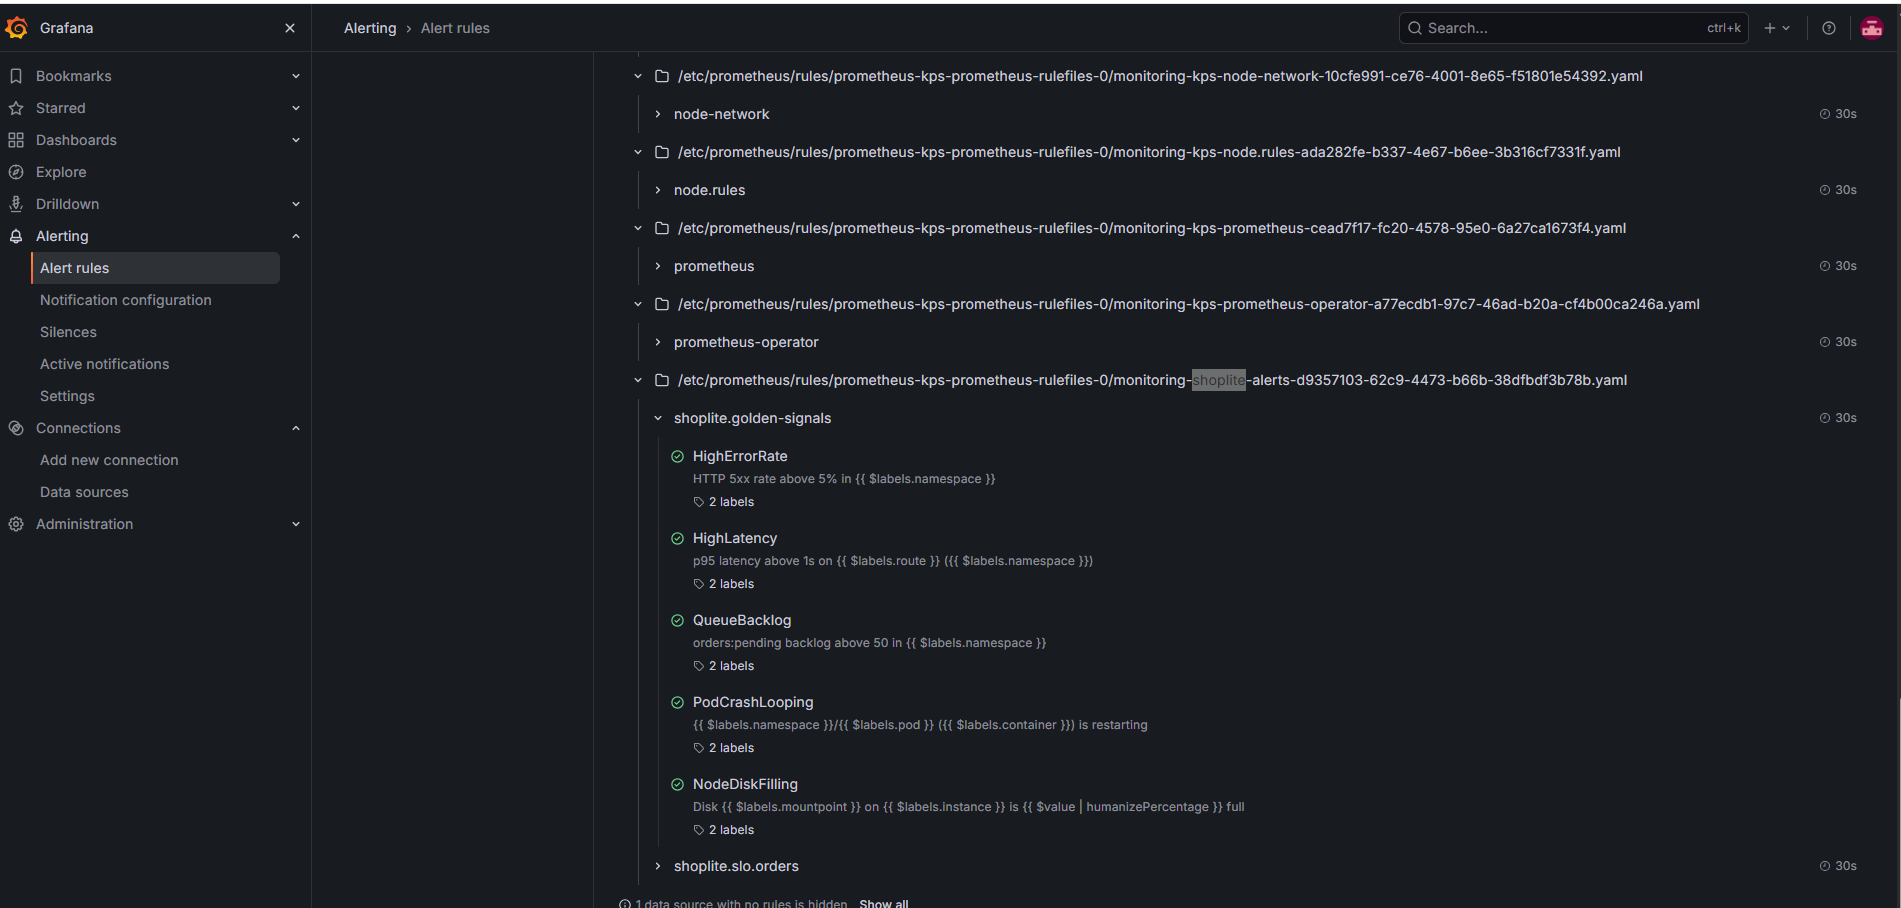 Grafana
Alerting › Alert rules
Search... ctrl+k
Bookmarks
Starred
Dashboards
Explore
Drilldown
Alerting
Alert rules
Notification configuration
Silences
Active notifications
Settings
Connections
Add new connection
Data sources
Administration
/etc/prometheus/rules/prometheus-kps-prometheus-rulefiles-0/monitoring-kps-node-network-10cfe991-ce76-4001-8e65-f51801e54392.yaml
node-network 30s
/etc/prometheus/rules/prometheus-kps-prometheus-rulefiles-0/monitoring-kps-node.rules-ada282fe-b337-4e67-b6ee-3b316cf7331f.yaml
node.rules 30s
/etc/prometheus/rules/prometheus-kps-prometheus-rulefiles-0/monitoring-kps-prometheus-cead7f17-fc20-4578-95e0-6a27ca1673f4.yaml
prometheus 30s
/etc/prometheus/rules/prometheus-kps-prometheus-rulefiles-0/monitoring-kps-prometheus-operator-a77ecdb1-97c7-46ad-b20a-cf4b00ca246a.yaml
prometheus-operator 30s
/etc/prometheus/rules/prometheus-kps-prometheus-rulefiles-0/monitoring-shoplite-alerts-d9357103-62c9-4473-b66b-38dfbdf3b78b.yaml
shoplite.golden-signals 30s
HighErrorRate
HTTP 5xx rate above 5% in {{ $labels.namespace }}
2 labels
HighLatency
p95 latency above 1s on {{ $labels.route }} ({{ $labels.namespace }})
2 labels
QueueBacklog
orders:pending backlog above 50 in {{ $labels.namespace }}
2 labels
PodCrashLooping
{{ $labels.namespace }}/{{ $labels.pod }} ({{ $labels.container }}) is restarting
2 labels
NodeDiskFilling
Disk {{ $labels.mountpoint }} on {{ $labels.instance }} is {{ $value | humanizePercentage }} full
2 labels
shoplite.slo.orders 30s
1 data source with no rules is hidden Show all